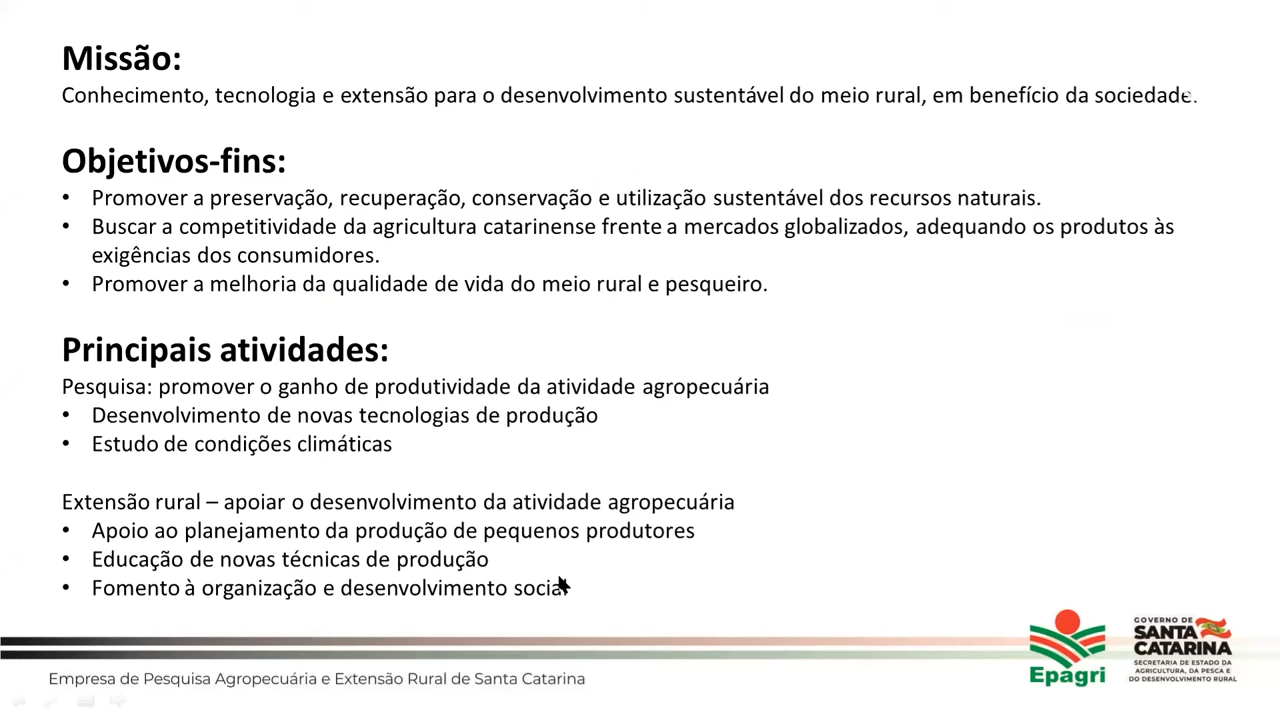 Missão:
Conhecimento, tecnologia e extensão para o desenvolvimento sustentável do meio rural, em benefício da sociedade.
Objetivos-fins:
• Promover a preservação, recuperação, conservação e utilização sustentável dos recursos naturais.
• Buscar a competitividade da agricultura catarinense frente a mercados globalizados, adequando os produtos às
exigências dos consumidores.
• Promover a melhoria da qualidade de vida do meio rural e pesqueiro.
Principais atividades:
Pesquisa: promover o ganho de produtividade da atividade agropecuária
• Desenvolvimento de novas tecnologias de produção
• Estudo de condições climáticas
Extensão rural – apoiar o desenvolvimento da atividade agropecuária
• Apoio ao planejamento da produção de pequenos produtores
• Educação de novas técnicas de produção
• Fomento à organização e desenvolvimento social
Empresa de Pesquisa Agropecuária e Extensão Rural de Santa Catarina
Epagri
GOVERNO DE
SANTA
CATARINA
SECRETARIA DE ESTADO DA
AGRICULTURA, DA PESCA E
DO DESENVOLVIMENTO RURAL